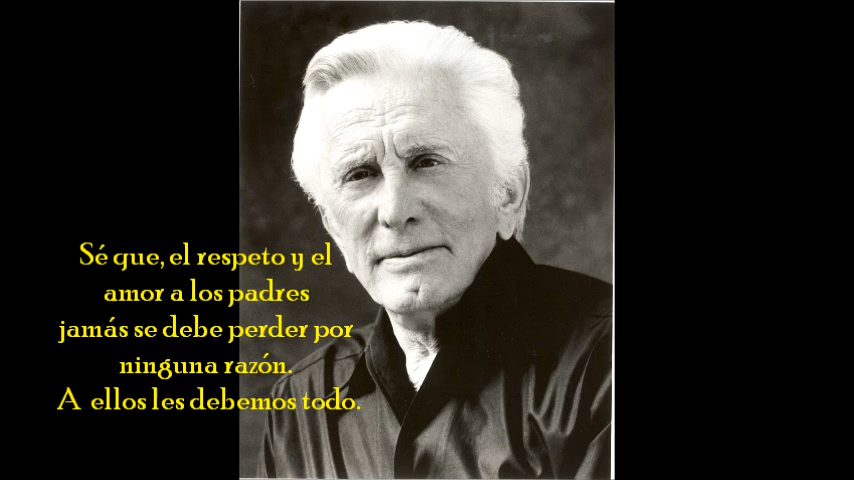 Sé que, el respeto y el
amor a los padres
jamás se debe perder por
ninguna razón.
A ellos les debemos todo.